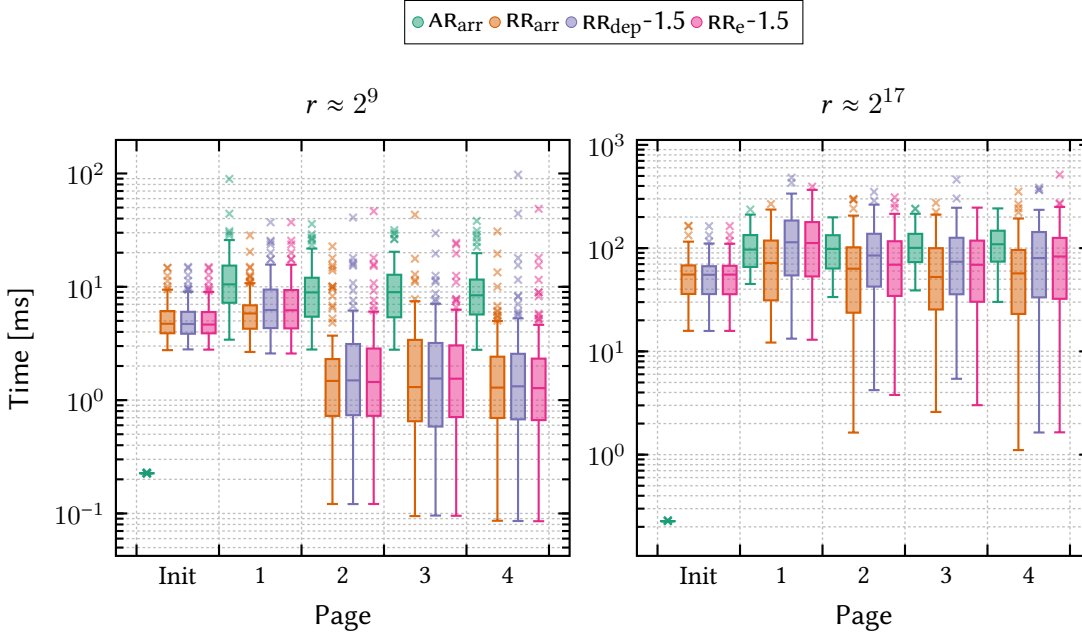 AR_arr RR_arr RR_dep-1.5 RR_e-1.5
r ≈ 2^9
r ≈ 2^17
Time [ms]
10^2
10^1
10^0
10^−1
Init 1 2 3 4
Page
10^3
10^2
10^1
10^0
Init 1 2 3 4
Page